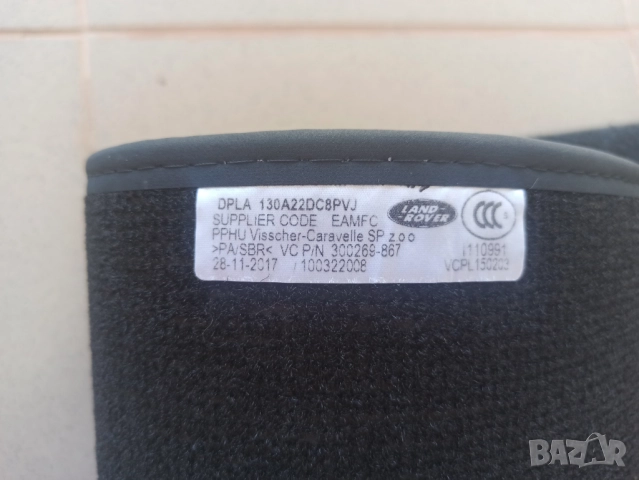 DPLA 130A22DC8PVJ
SUPPLIER CODE EAMFC
PPHU Visscher-Caravelle SP z o o
>PA/SBR< VC P/N 300269-867
28-11-2017 100322008
LAND
ROVER
CCC
i110991
VCPL150203
BAZAR
bg